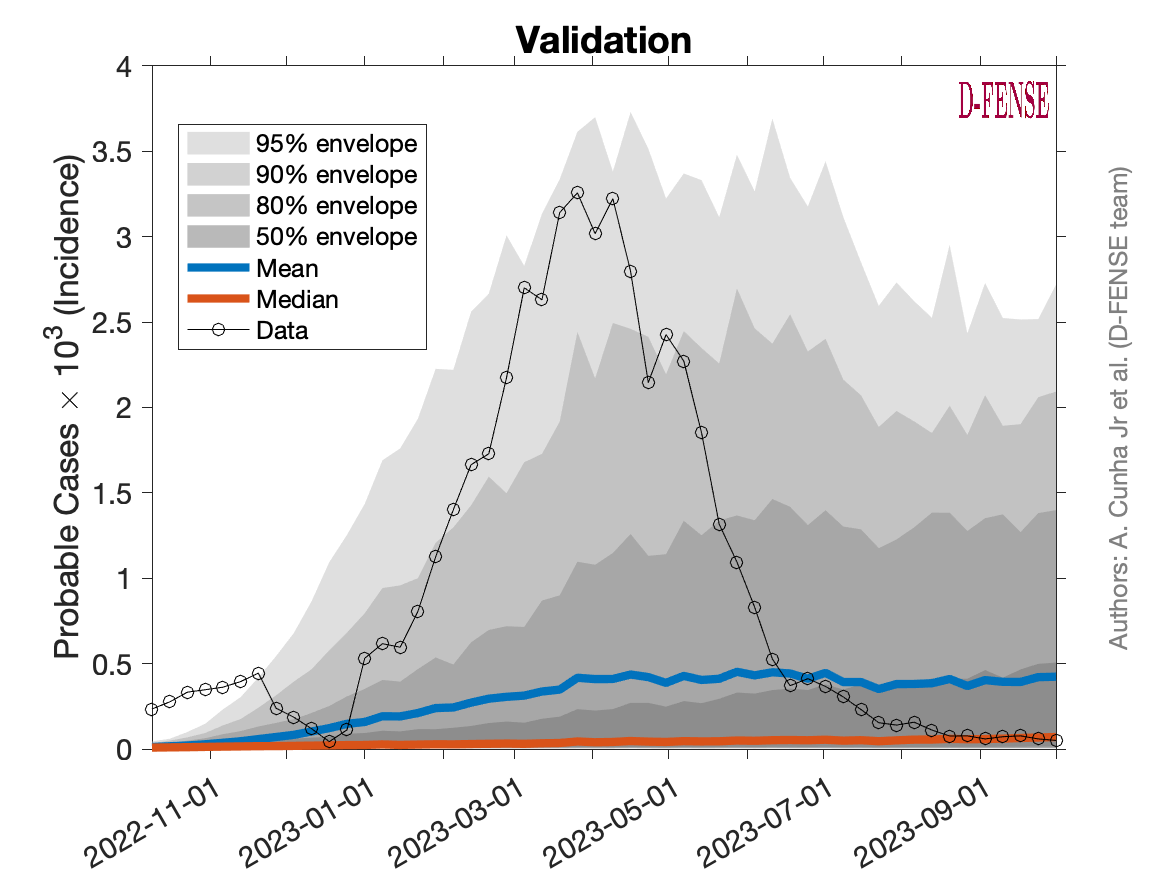 Validation
D-FENSE
95% envelope
90% envelope
80% envelope
50% envelope
Mean
Median
Data
Probable Cases × 10³ (Incidence)
4
3.5
3
2.5
2
1.5
1
0.5
0
2022-11-01
2023-01-01
2023-03-01
2023-05-01
2023-07-01
2023-09-01
Authors: A. Cunha Jr et al. (D-FENSE team)